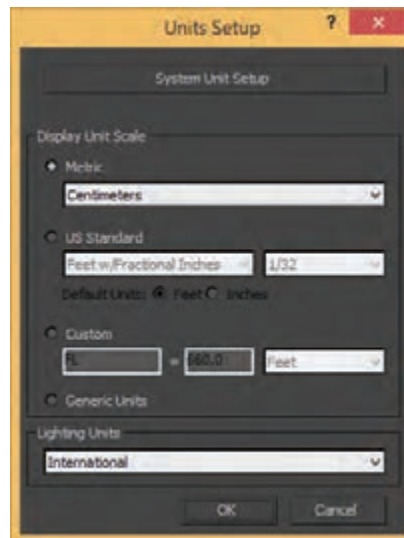 Units Setup ? ×
System Unit Setup
Display Unit Scale
Metric
Centimeters
US Standard
Feet w/Fractional Inches 1/32
Default Units: Feet Inches
Custom
FL = 660.0 Feet
Generic Units
Lighting Units
International
OK Cancel